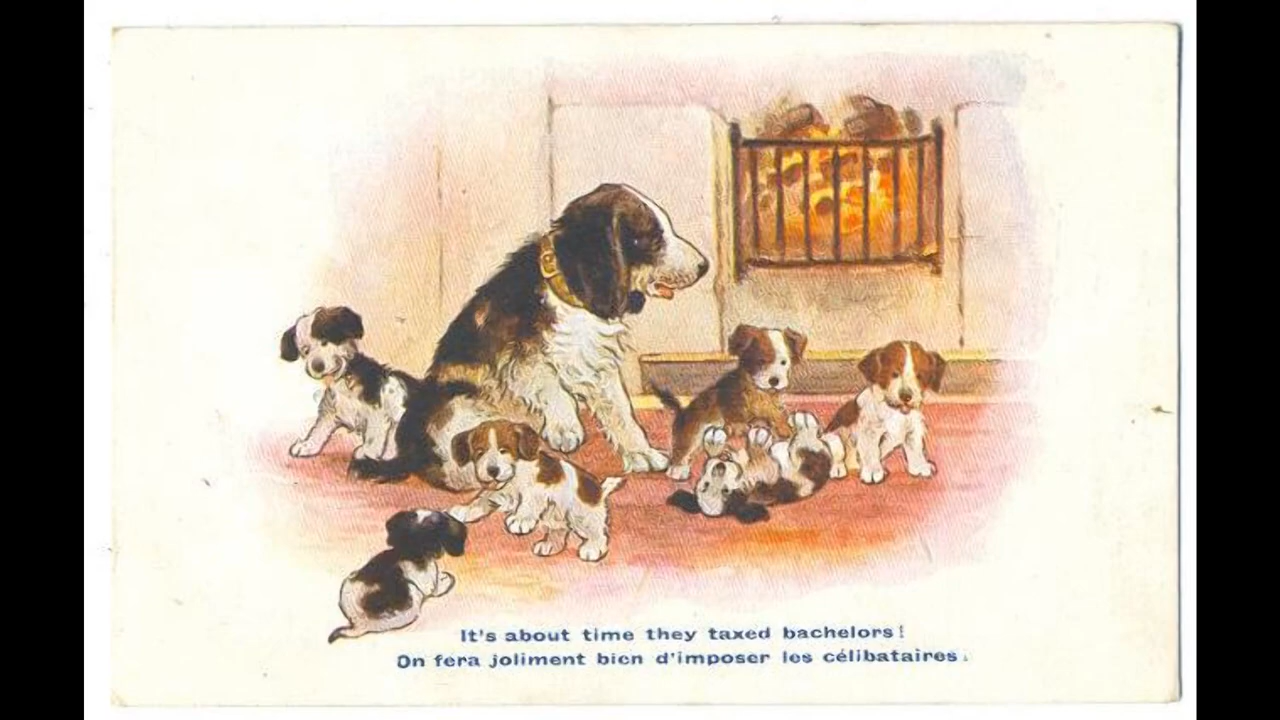 It's about time they taxed bachelors!
On fera joliment bien d'imposer les célibataires.